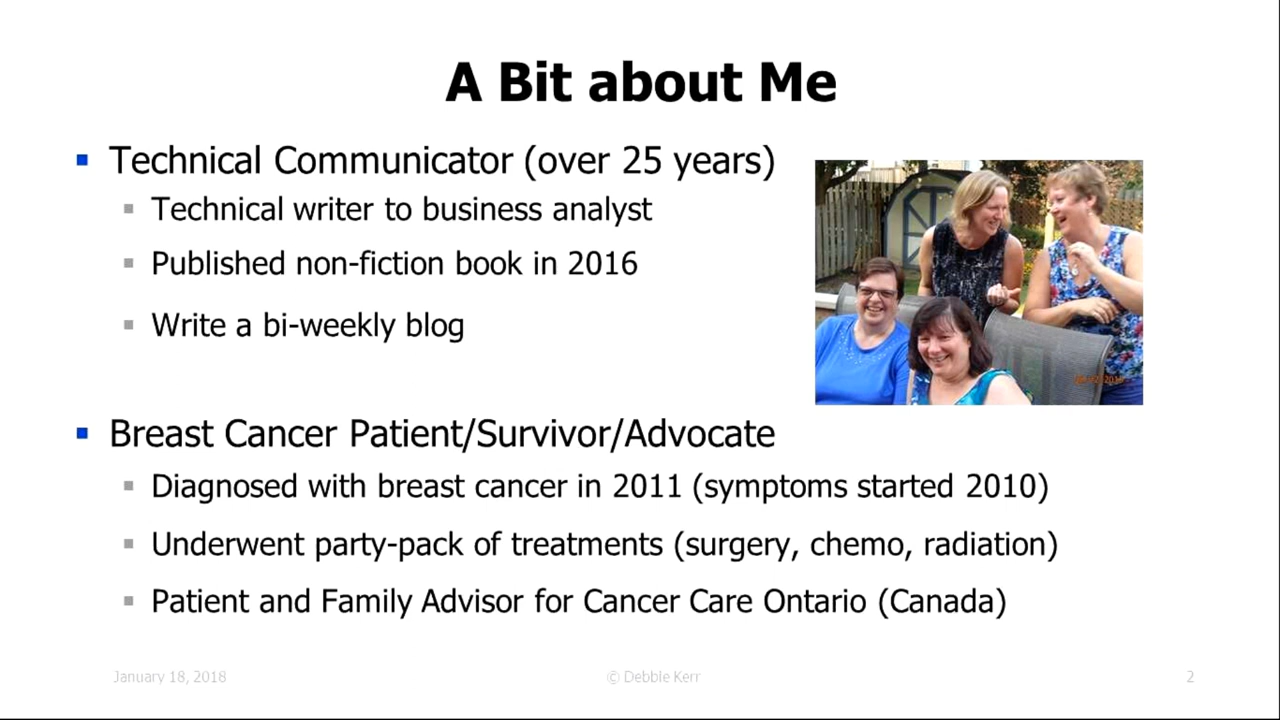 A Bit about Me
Technical Communicator (over 25 years)
Technical writer to business analyst
Published non-fiction book in 2016
Write a bi-weekly blog
Breast Cancer Patient/Survivor/Advocate
Diagnosed with breast cancer in 2011 (symptoms started 2010)
Underwent party-pack of treatments (surgery, chemo, radiation)
Patient and Family Advisor for Cancer Care Ontario (Canada)
January 18, 2018
© Debbie Kerr
2